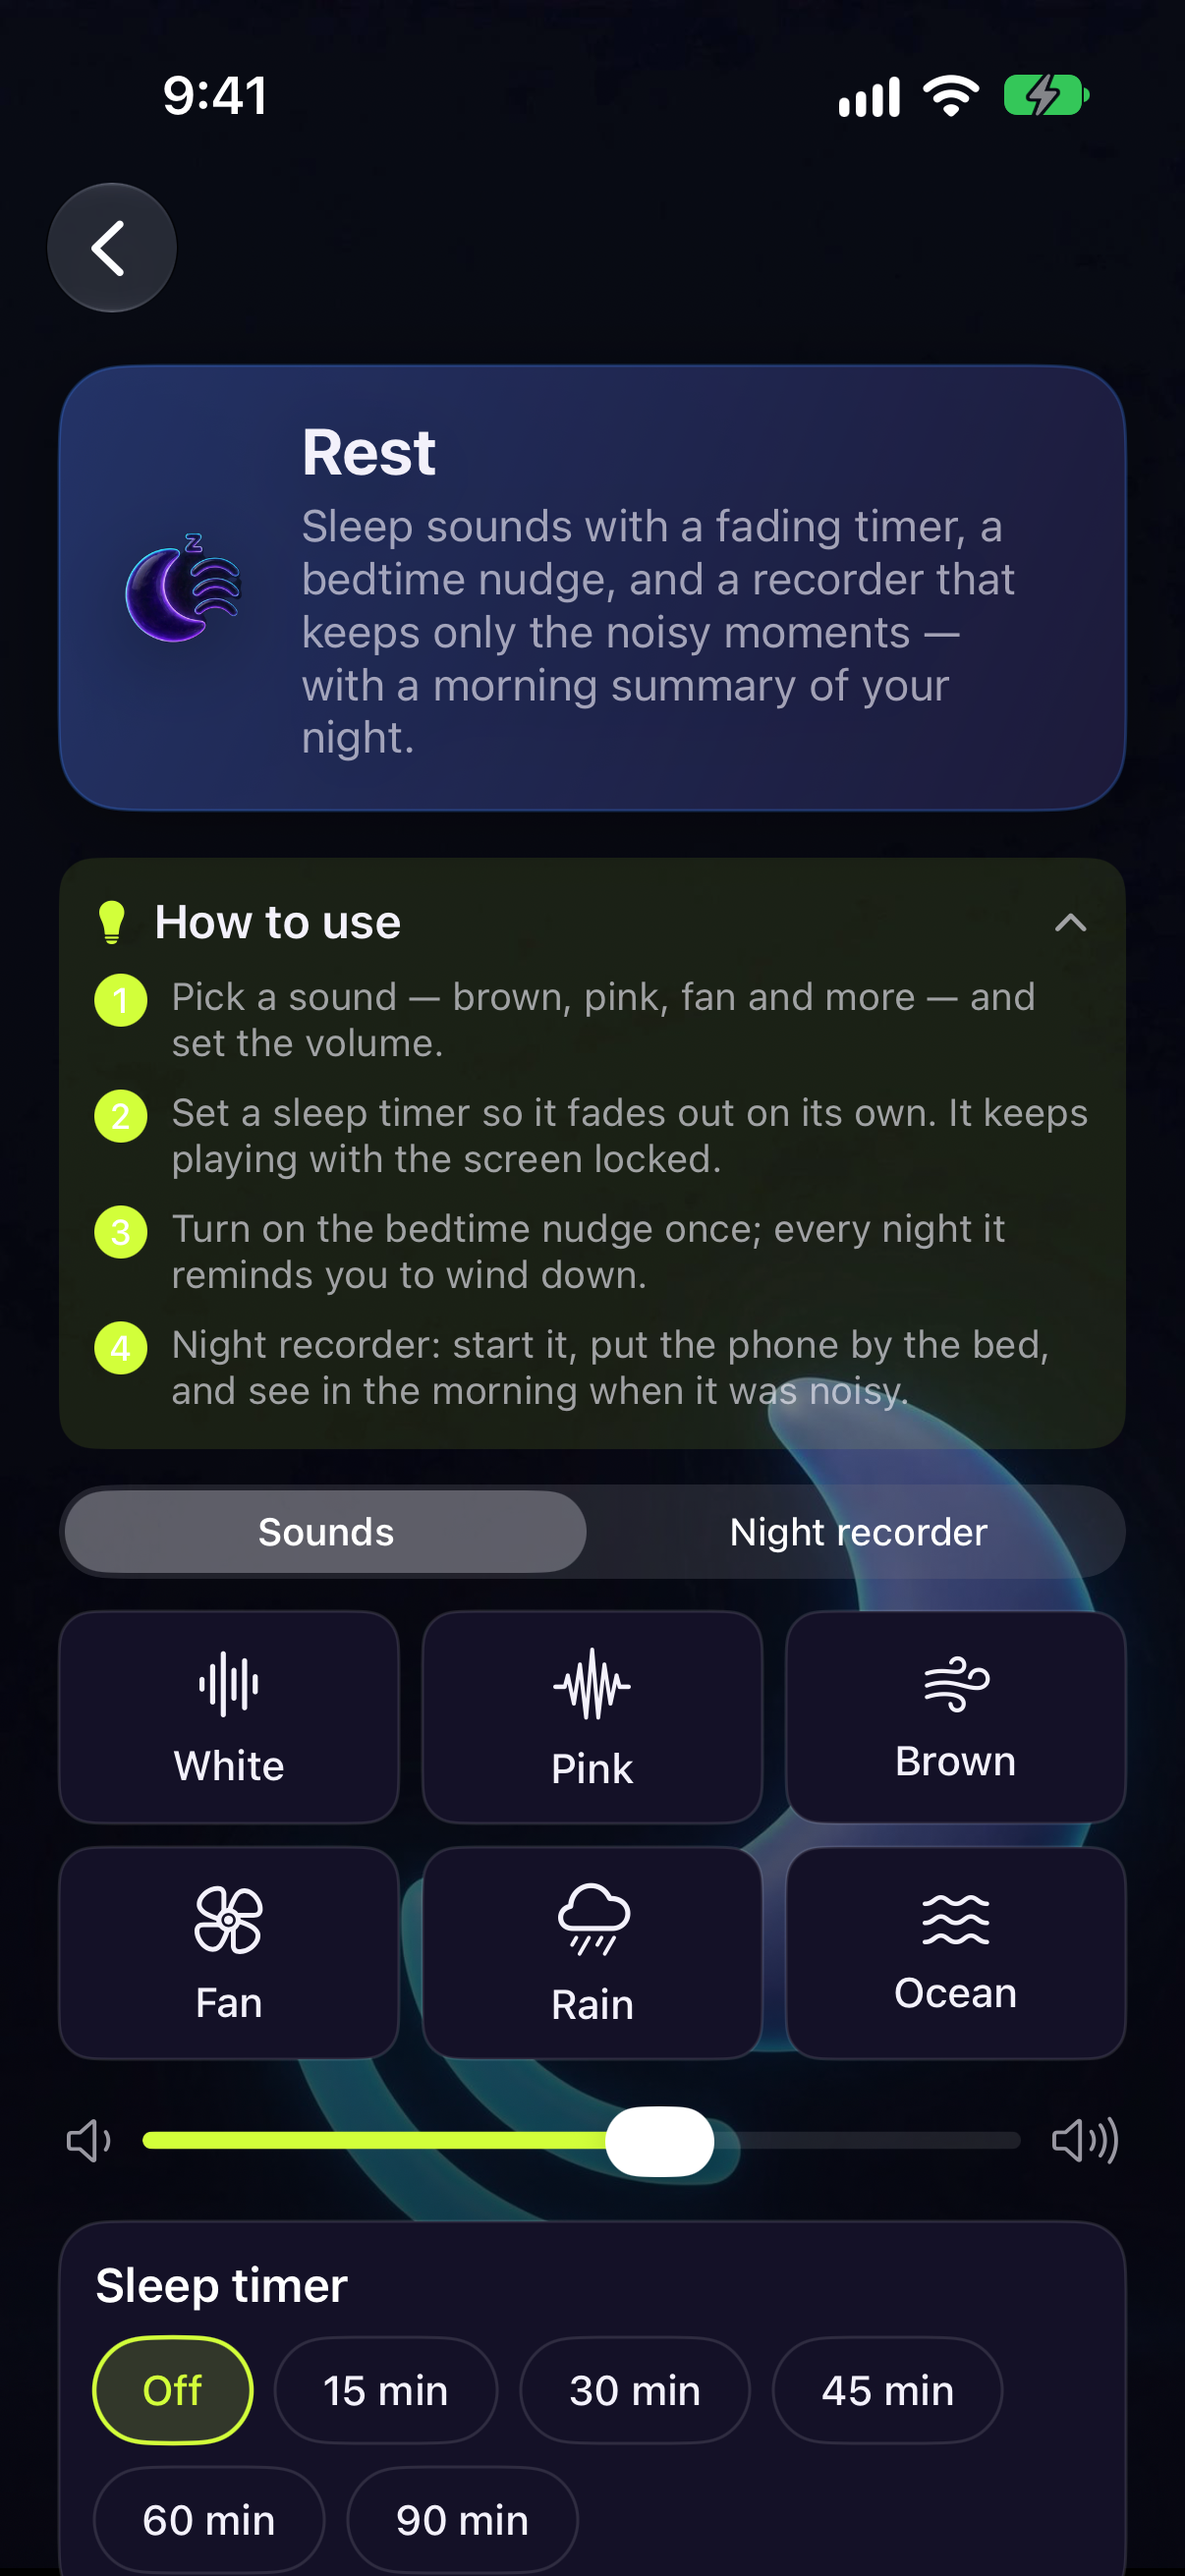 9:41
Rest
Sleep sounds with a fading timer, a
bedtime nudge, and a recorder that
keeps only the noisy moments —
with a morning summary of your
night.
How to use
1 Pick a sound — brown, pink, fan and more — and
set the volume.
2 Set a sleep timer so it fades out on its own. It keeps
playing with the screen locked.
3 Turn on the bedtime nudge once; every night it
reminds you to wind down.
4 Night recorder: start it, put the phone by the bed,
and see in the morning when it was noisy.
Sounds Night recorder
White Pink Brown
Fan Rain Ocean
Sleep timer
Off 15 min 30 min 45 min
60 min 90 min